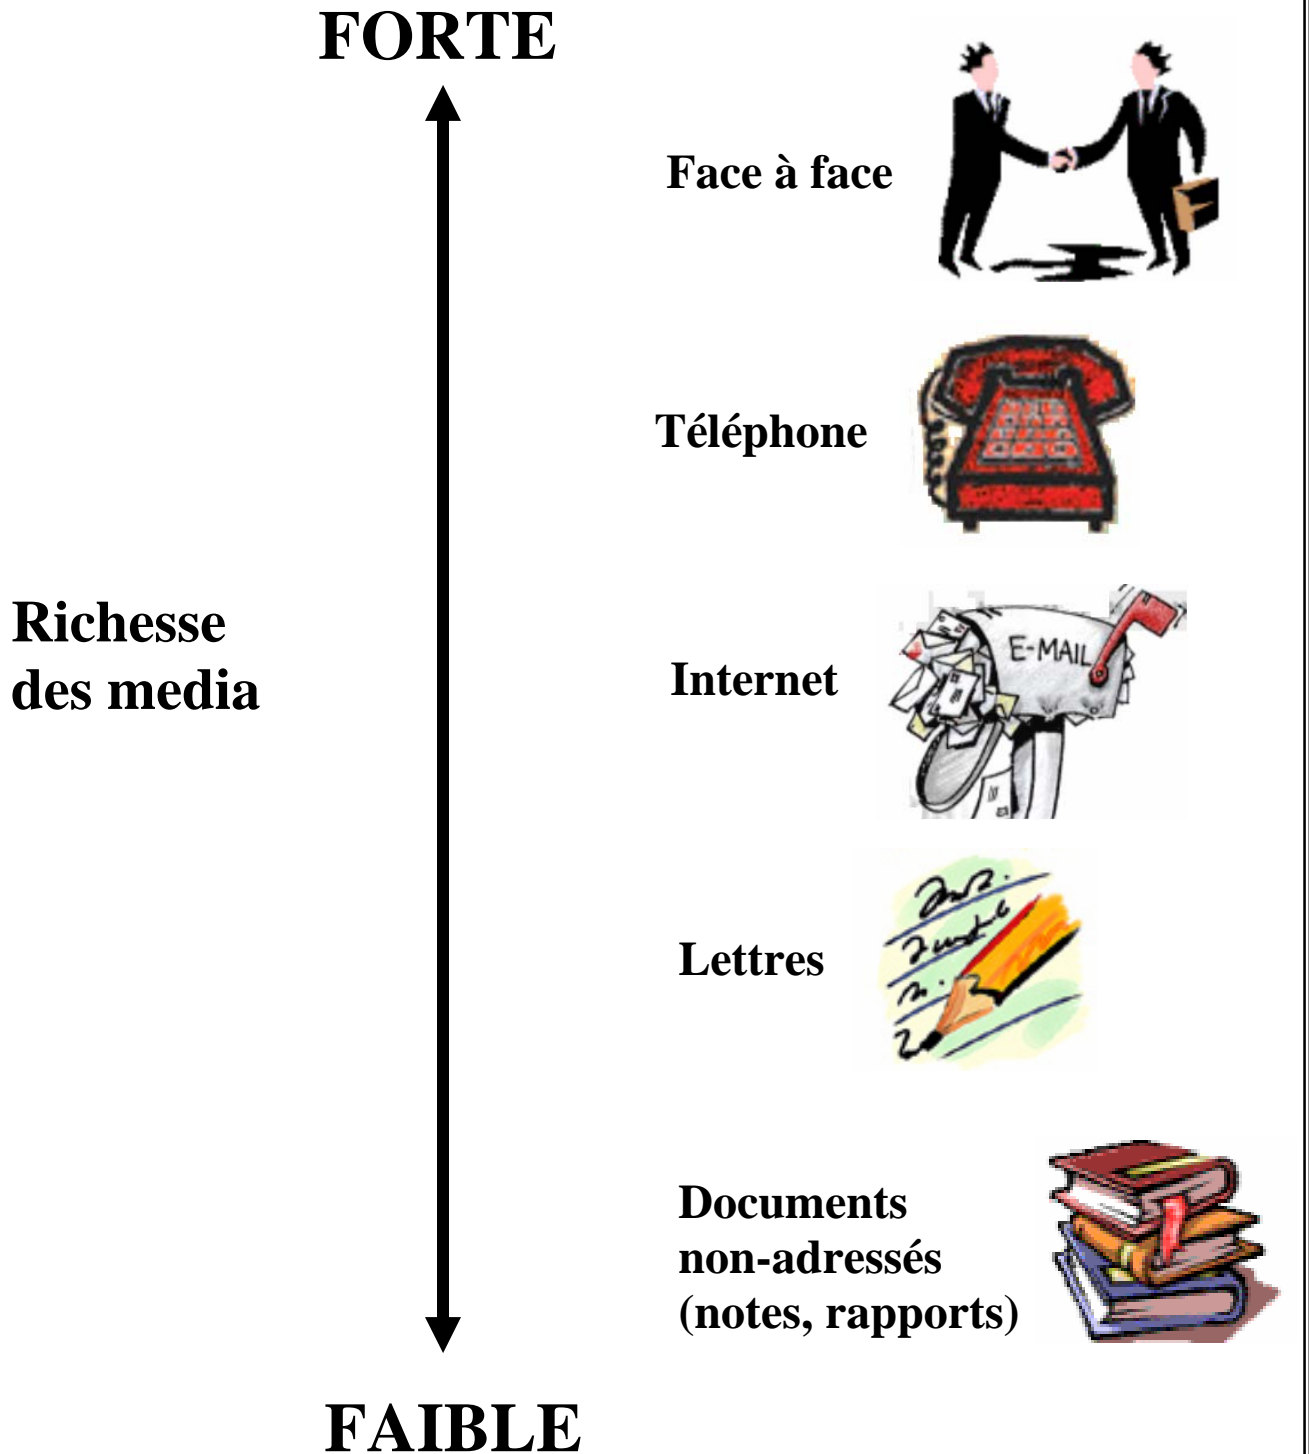 FORTE
Face à face
Téléphone
Richesse
des media
Internet
E-MAIL
Lettres
Documents
non-adressés
(notes, rapports)
FAIBLE